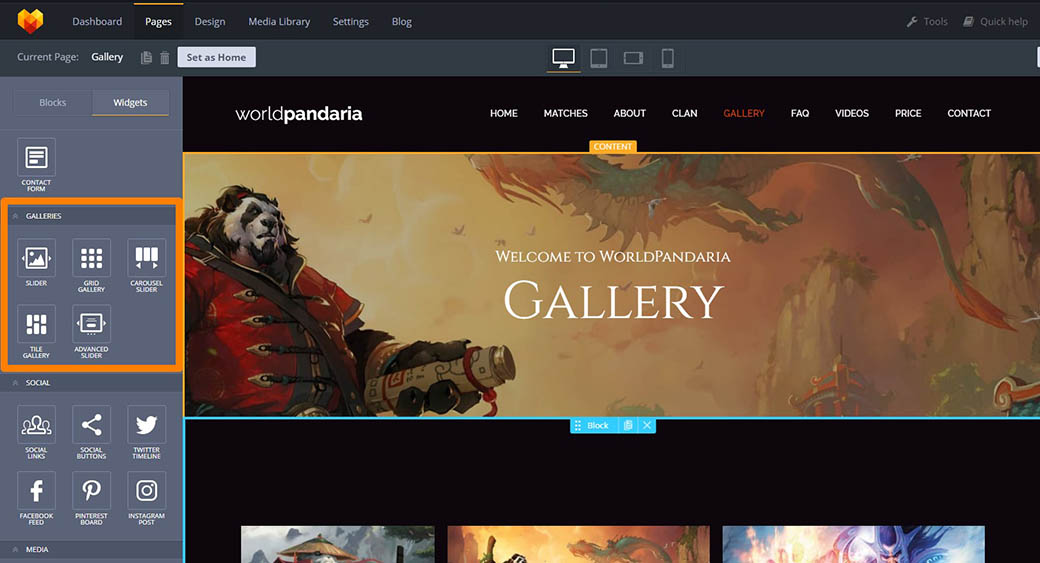 Dashboard
Pages
Design
Media Library
Settings
Blog
Tools
Quick help
Current Page:
Gallery
Set as Home
Blocks
Widgets
CONTACT
FORM
GALLERIES
SLIDER
GRID
GALLERY
CAROUSEL
SLIDER
TILE
GALLERY
ADVANCED
SLIDER
SOCIAL
SOCIAL
LINKS
SOCIAL
BUTTONS
TWITTER
TIMELINE
FACEBOOK
FEED
PINTEREST
BOARD
INSTAGRAM
POST
MEDIA
worldpandaria
HOME
MATCHES
ABOUT
CLAN
GALLERY
FAQ
VIDEOS
PRICE
CONTACT
CONTENT
Welcome to WorldPandaria
Gallery
Block